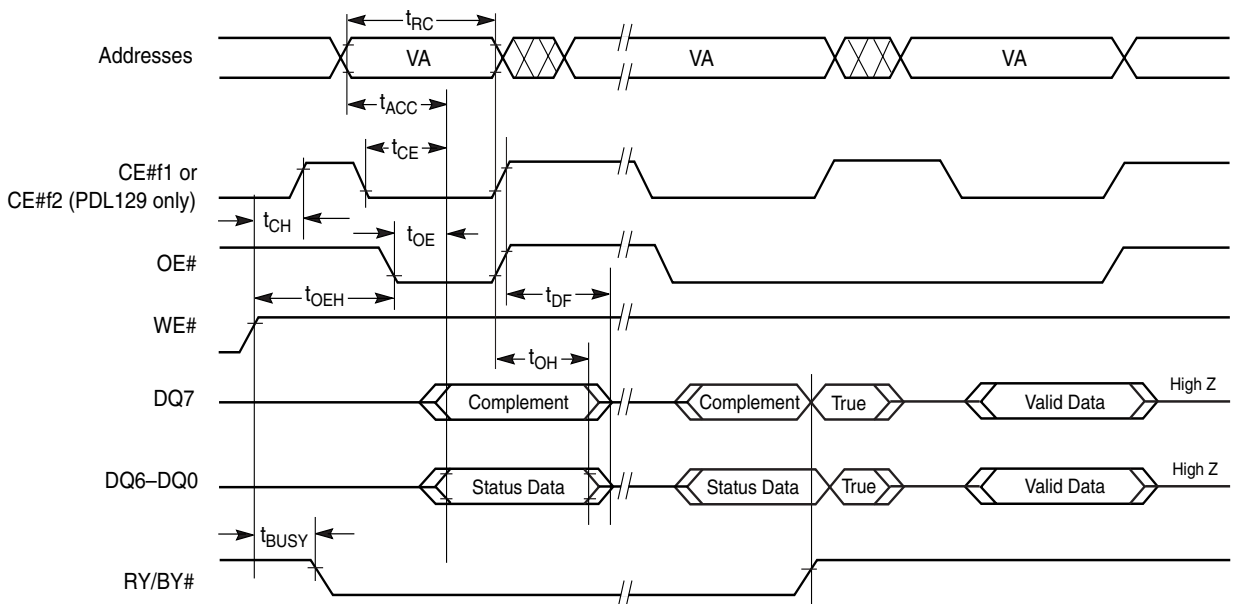 tRC
Addresses VA VA VA
tACC
tCE
CE#f1 or
CE#f2 (PDL129 only)
tCH
tOE
OE#
tOEH
tDF
WE#
tOH
DQ7 Complement Complement True Valid Data High Z
DQ6–DQ0 Status Data Status Data True Valid Data High Z
tBUSY
RY/BY#